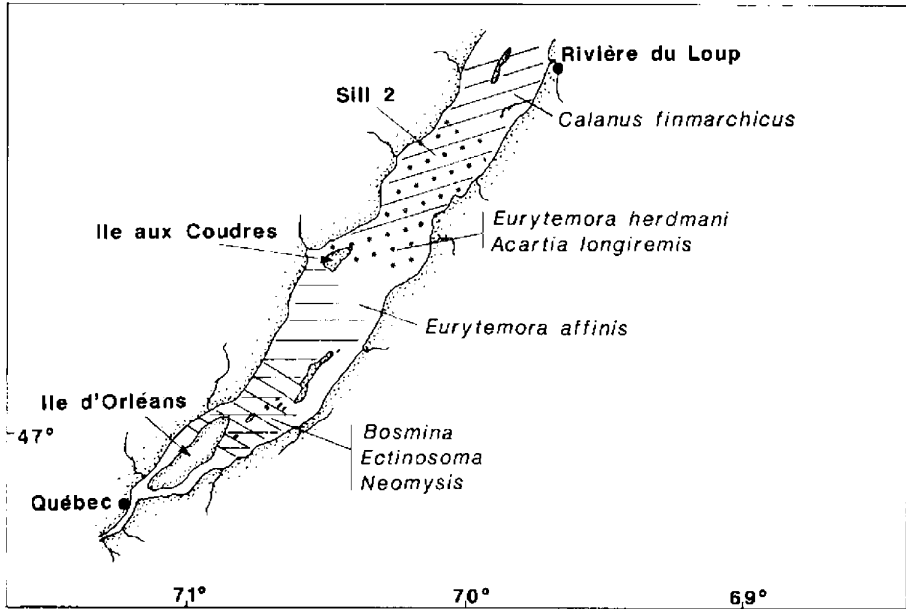 Rivière du Loup
Sill 2
Calanus finmarchicus
Eurytemora herdmani
Acartia longiremis
Ile aux Coudres
Eurytemora affinis
Ile d'Orléans
47°
Bosmina
Ectinosoma
Neomysis
Québec
71°
70°
69°